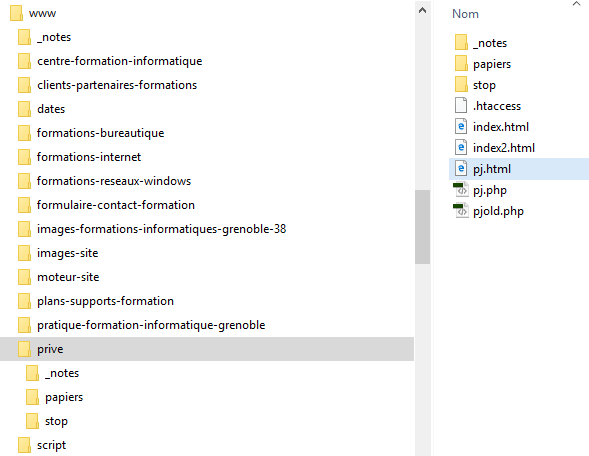 www
_notes
centre-formation-informatique
clients-partenaires-formations
dates
formations-bureautique
formations-internet
formations-reseaux-windows
formulaire-contact-formation
images-formations-informatiques-grenoble-38
images-site
moteur-site
plans-supports-formation
pratique-formation-informatique-grenoble
prive
_notes
papiers
stop
script
Nom
_notes
papiers
stop
.htaccess
index.html
index2.html
pj.html
pj.php
pjold.php